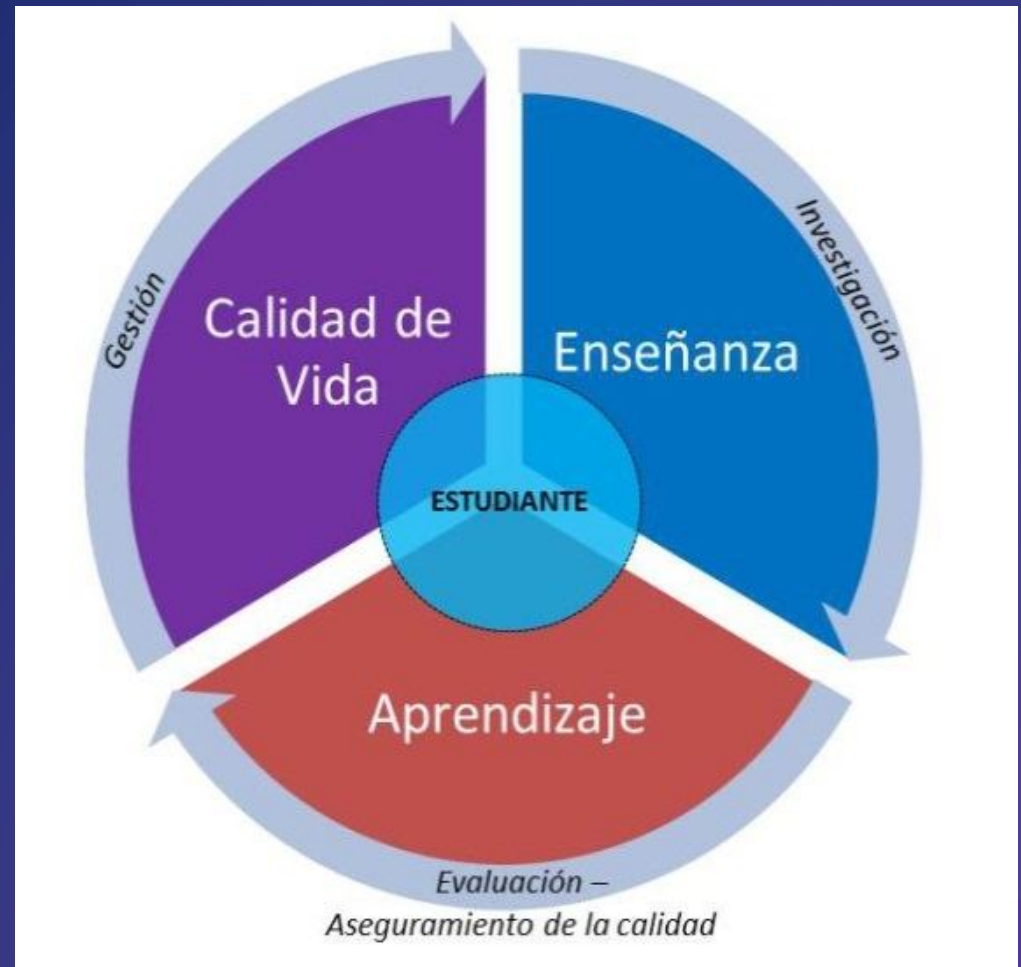 Gestión
Investigación
Calidad de
Vida
Enseñanza
ESTUDIANTE
Aprendizaje
Evaluación –
Aseguramiento de la calidad